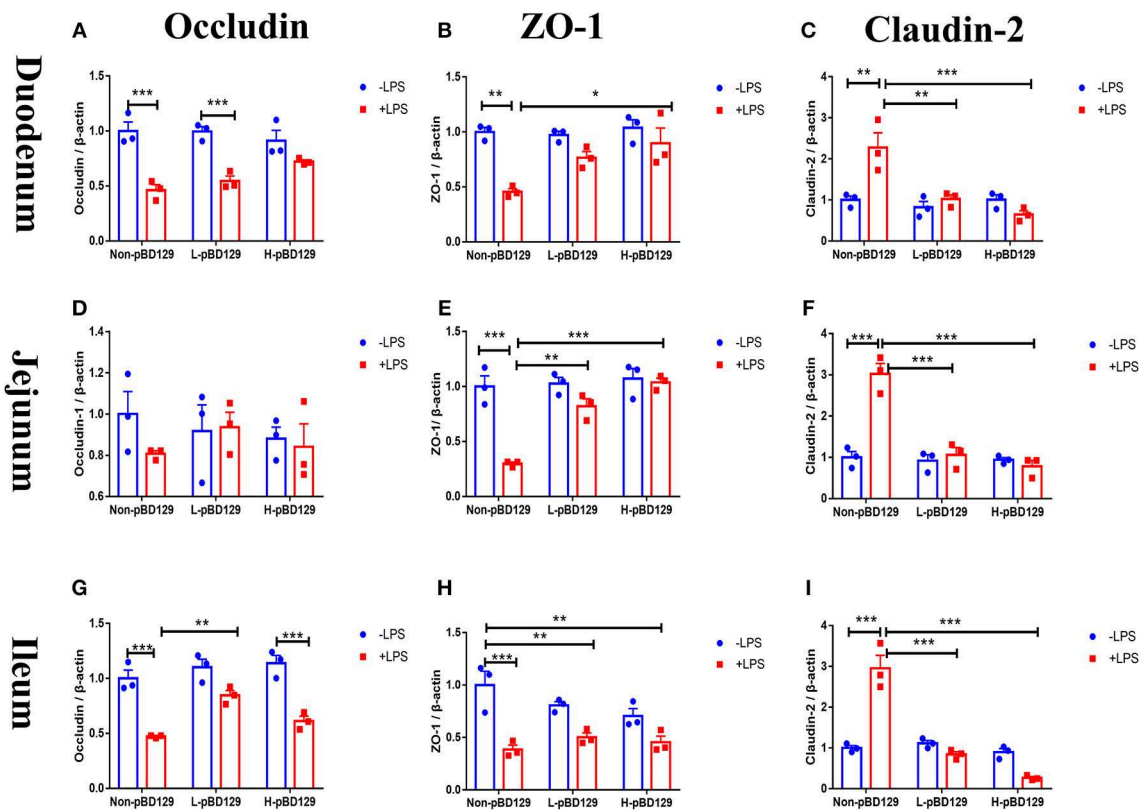 Occludin
ZO-1
Claudin-2
Duodenum
A
1.5
1.0
0.5
0.0
Occludin / β-actin
***
***
-LPS
+LPS
Non-pBD129 L-pBD129 H-pBD129
B
1.5
1.0
0.5
0.0
ZO-1 / β-actin
**
*
-LPS
+LPS
Non-pBD129 L-pBD129 H-pBD129
C
4
3
2
1
0
Claudin-2 / β-actin
**
***
**
-LPS
+LPS
Non-pBD129 L-pBD129 H-pBD129
Jejunum
D
1.4
1.2
1.0
0.8
0.6
Occludin-1 / β-actin
-LPS
+LPS
Non-pBD129 L-pBD129 H-pBD129
E
1.5
1.0
0.5
0.0
ZO-1/ β-actin
***
***
**
-LPS
+LPS
Non-pBD129 L-pBD129 H-pBD129
F
4
3
2
1
0
Claudin-2 / β-actin
***
***
***
-LPS
+LPS
Non-pBD129 L-pBD129 H-pBD129
Ileum
G
1.5
1.0
0.5
0.0
Occludin / β-actin
***
**
***
-LPS
+LPS
Non-pBD129 L-pBD129 H-pBD129
H
1.5
1.0
0.5
0.0
ZO-1 / β-actin
**
**
***
-LPS
+LPS
Non-pBD129 L-pBD129 H-pBD129
I
4
3
2
1
0
Claudin-2 / β-actin
***
***
***
-LPS
+LPS
Non-pBD129 L-pBD129 H-pBD129